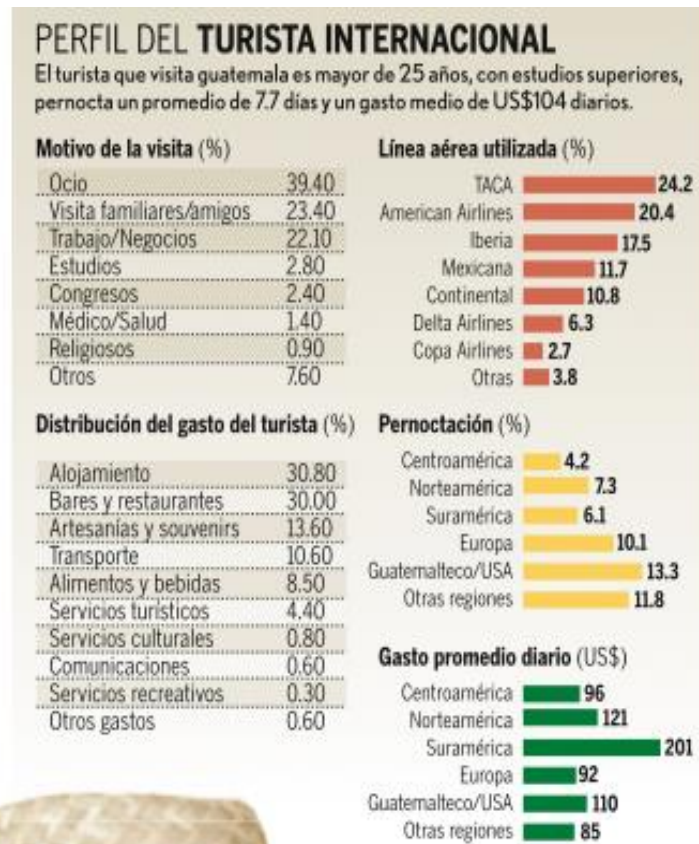 PERFIL DEL TURISTA INTERNACIONAL
El turista que visita guatemala es mayor de 25 años, con estudios superiores,
pernocta un promedio de 7.7 días y un gasto medio de US$104 diarios.
Motivo de la visita (%)
Ocio 39.40
Visita familiares/amigos 23.40
Trabajo/Negocios 22.10
Estudios 2.80
Congresos 2.40
Médico/Salud 1.40
Religiosos 0.90
Otros 7.60
Distribución del gasto del turista (%)
Alojamiento 30.80
Bares y restaurantes 30.00
Artesanías y souvenirs 13.60
Transporte 10.60
Alimentos y bebidas 8.50
Servicios turísticos 4.40
Servicios culturales 0.80
Comunicaciones 0.60
Servicios recreativos 0.30
Otros gastos 0.60
Línea aérea utilizada (%)
TACA 24.2
American Airlines 20.4
Iberia 17.5
Mexicana 11.7
Continental 10.8
Delta Airlines 6.3
Copa Airlines 2.7
Otras 3.8
Pernoctación (%)
Centroamérica 4.2
Norteamérica 7.3
Suramérica 6.1
Europa 10.1
Guatemalteco/USA 13.3
Otras regiones 11.8
Gasto promedio diario (US$)
Centroamérica 96
Norteamérica 121
Suramérica 201
Europa 92
Guatemalteco/USA 110
Otras regiones 85